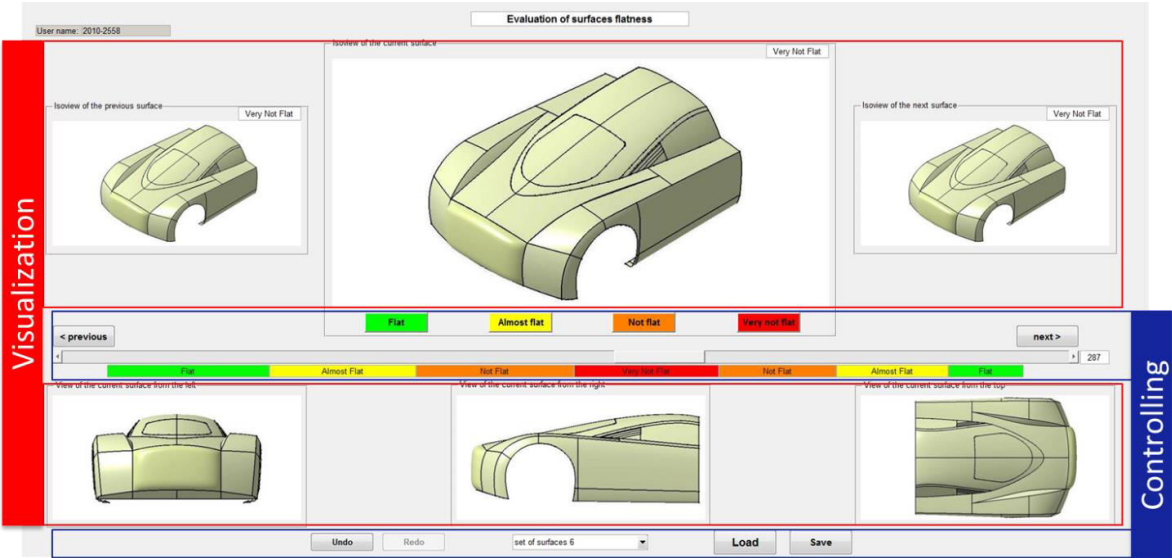 Evaluation of surfaces flatness
User name: 2010-2558
Isoview of the current surface
Very Not Flat
Isoview of the previous surface
Very Not Flat
Isoview of the next surface
Very Not Flat
Visualization
Flat
Almost flat
Not flat
Very not flat
< previous
next >
287
Flat
Almost Flat
Not Flat
Very Not Flat
Not Flat
Almost Flat
Flat
View of the current surface from the left
View of the current surface from the right
View of the current surface from the top
Controlling
Undo
Redo
set of surfaces 6
Load
Save